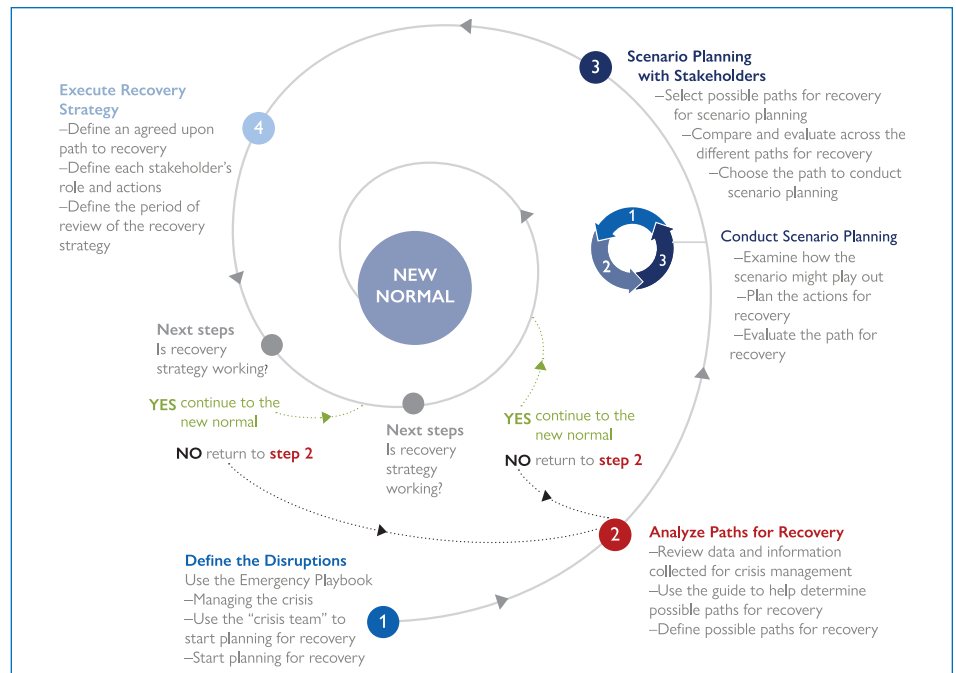 3
Scenario Planning
with Stakeholders
–Select possible paths for recovery
for scenario planning
–Compare and evaluate across the
different paths for recovery
–Choose the path to conduct
scenario planning
Execute Recovery
Strategy
–Define an agreed upon
path to recovery
–Define each stakeholder's
role and actions
–Define the period of
review of the recovery
strategy
4
1
2
3
Conduct Scenario Planning
–Examine how the
scenario might play out
–Plan the actions for
recovery
–Evaluate the path for
recovery
NEW
NORMAL
Next steps
Is recovery
strategy working?
YES continue to the
new normal
NO return to step 2
Next steps
Is recovery
strategy working?
YES continue to the
new normal
NO return to step 2
2
Analyze Paths for Recovery
–Review data and information
collected for crisis management
–Use the guide to help determine
possible paths for recovery
–Define possible paths for recovery
Define the Disruptions
Use the Emergency Playbook
–Managing the crisis
–Use the “crisis team” to
start planning for recovery
–Start planning for recovery
1